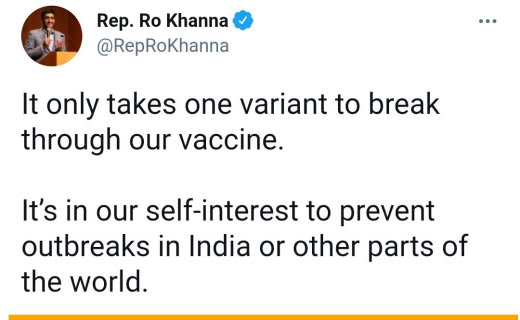 Rep. Ro Khanna
@RepRoKhanna
It only takes one variant to break
through our vaccine.
It’s in our self-interest to prevent
outbreaks in India or other parts of
the world.